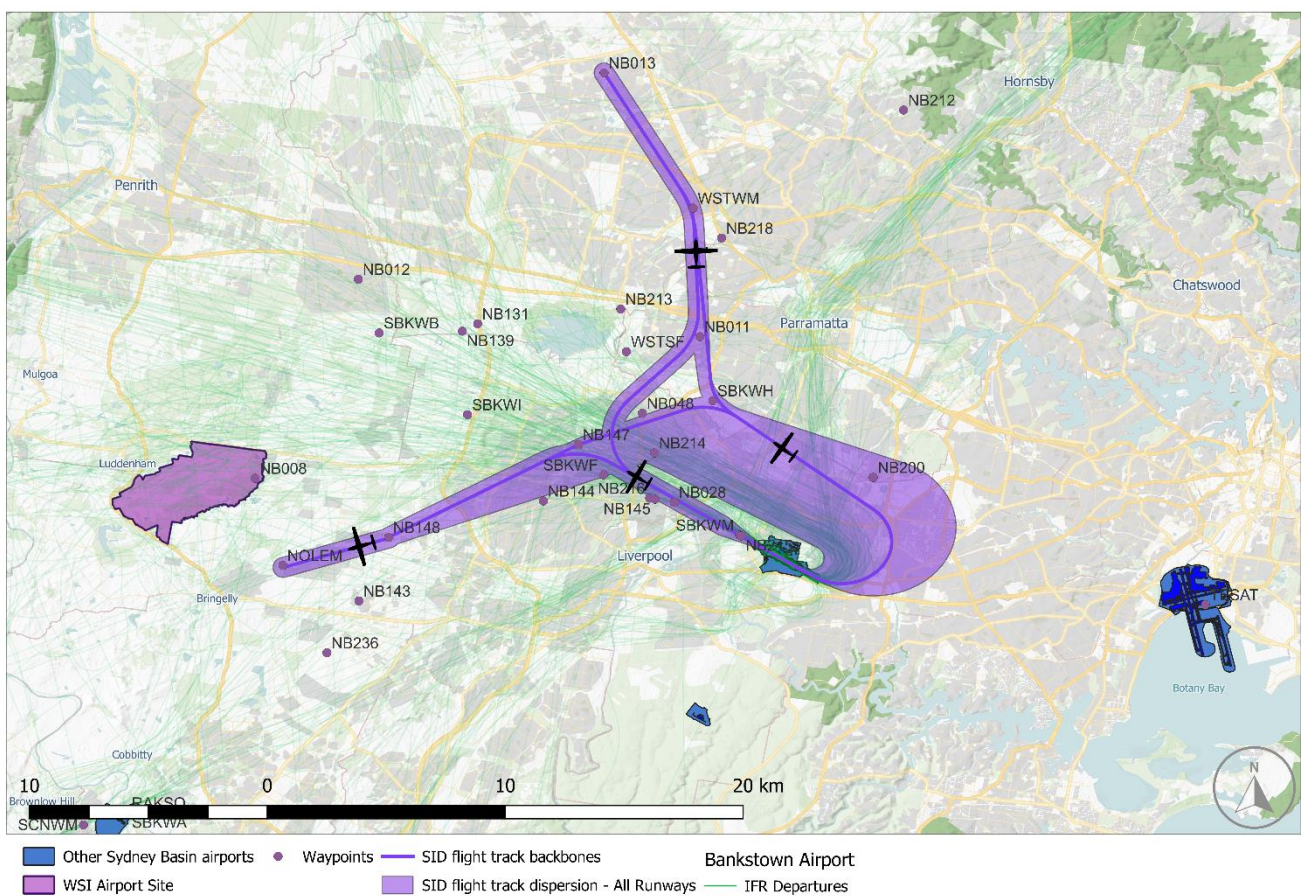 NB013
Hornsby
NB212
Penrith
WSTWM
NB218
NB012
Chatswood
NB213
NB131
Parramatta
SBKWB
NB139
NB011
WSTSF
Mulgoa
SBKWH
SBKWI
NB048
NB147
NB214
Luddenham
NB008
SBKWF
NB200
NB144
NB145
NB028
SBKWM
NB148
Liverpool
NOLEM
Bringelly
NB143
NB236
Botany Bay
Cobbitty
N
10 0 10 20 km
Brownlow Hill
RAKSO
SCNWM
SBKWA
Other Sydney Basin airports
Waypoints
SID flight track backbones
Bankstown Airport
WSI Airport Site
SID flight track dispersion - All Runways
IFR Departures